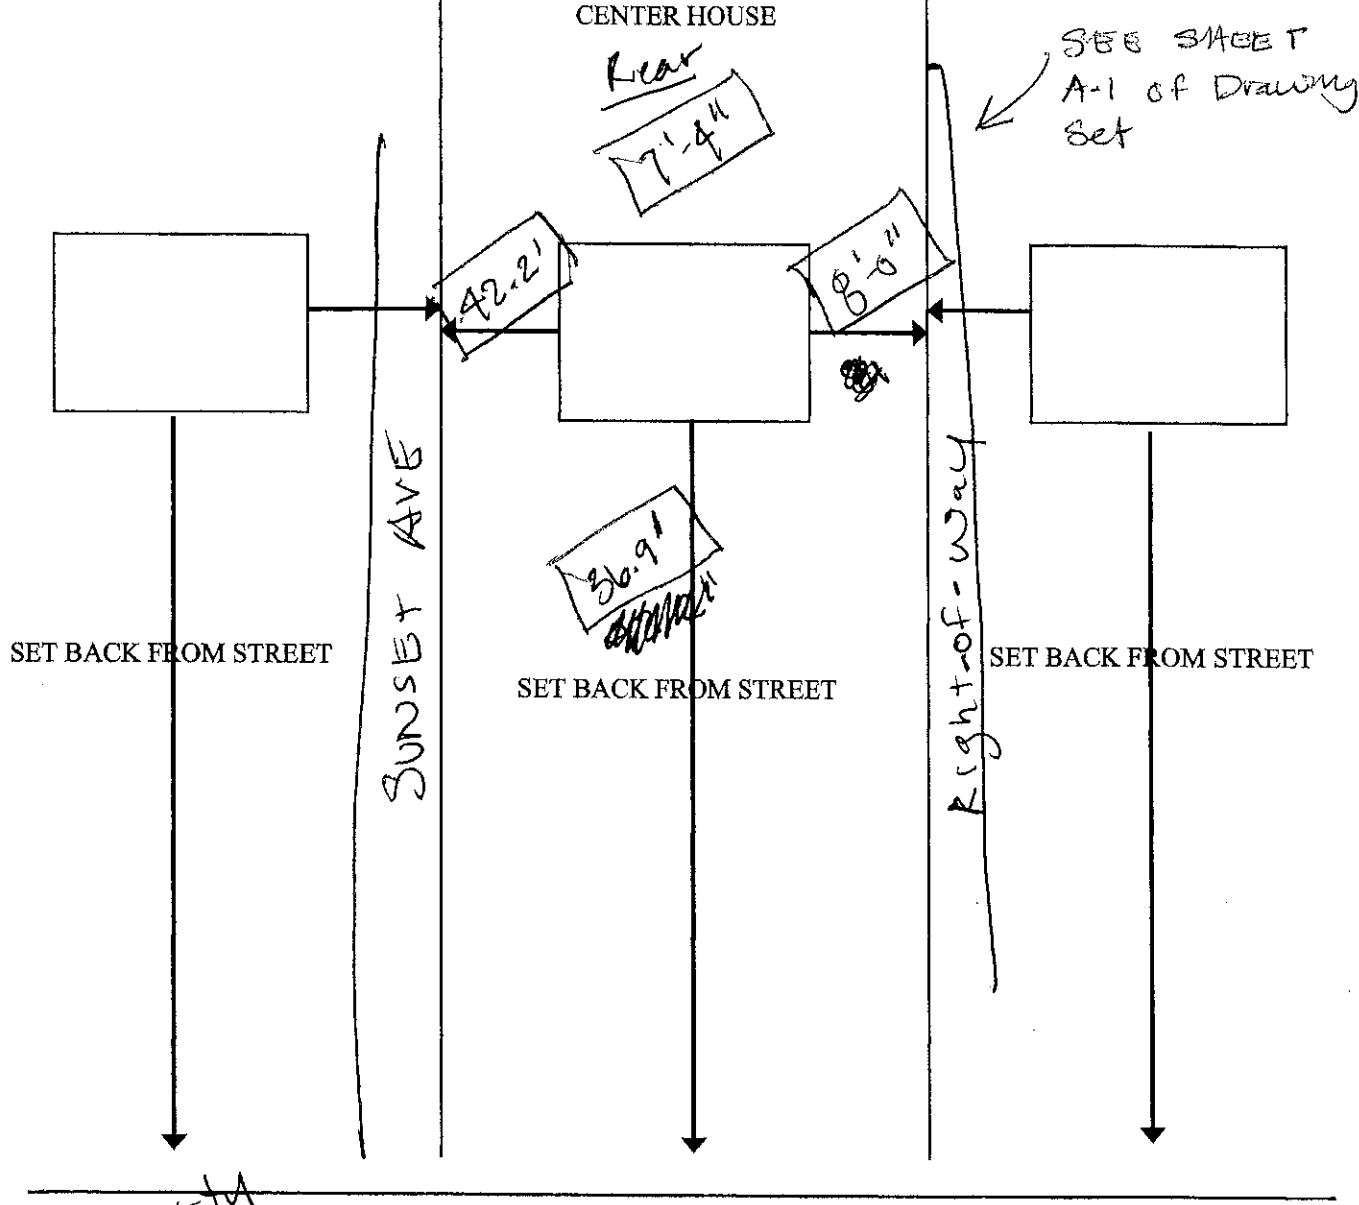 CENTER HOUSE
Rear
7'-4"
SEE SHEET
A-1 of Drawing
Set
42.2'
8'-0"
SUNSET AVE
Right-of-Way
36.9'
SET BACK FROM STREET
SET BACK FROM STREET
SET BACK FROM STREET